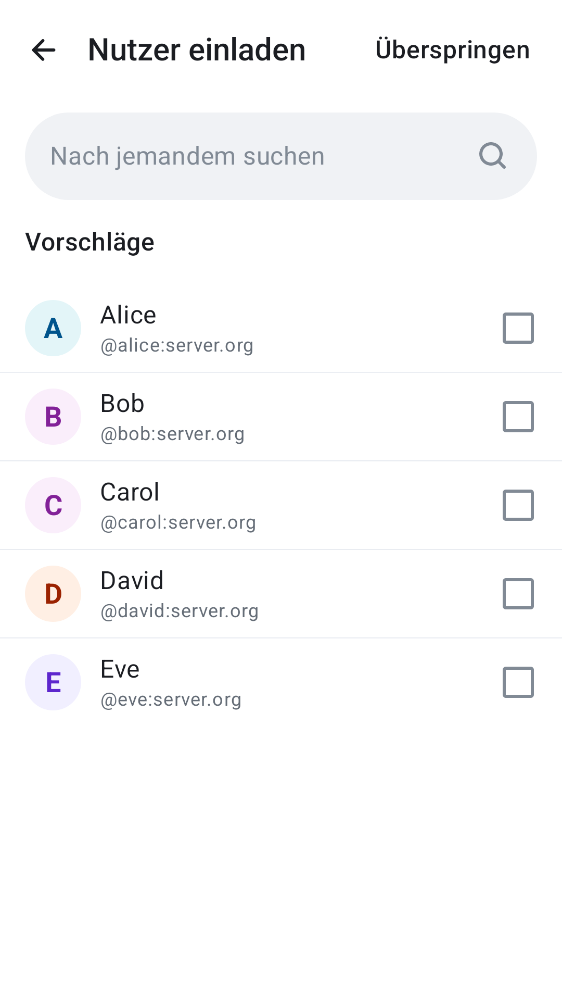 Nutzer einladen
Überspringen
Nach jemandem suchen
Vorschläge
A
Alice
@alice:server.org
B
Bob
@bob:server.org
C
Carol
@carol:server.org
D
David
@david:server.org
E
Eve
@eve:server.org